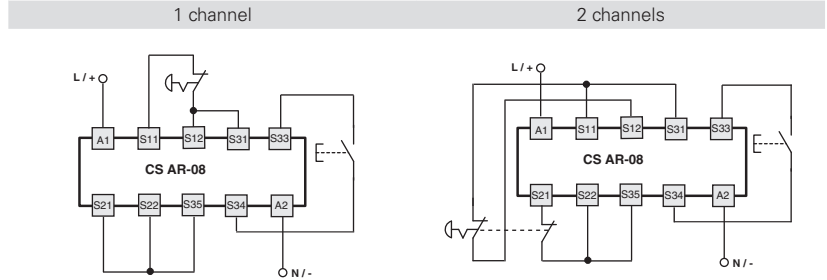 1 channel 2 channels
L / + L / +
A1 S11 S12 S31 S33 A1 S11 S12 S31 S33
CS AR-08 CS AR-08
S21 S22 S35 S34 A2 S21 S22 S35 S34 A2
N / - N / -